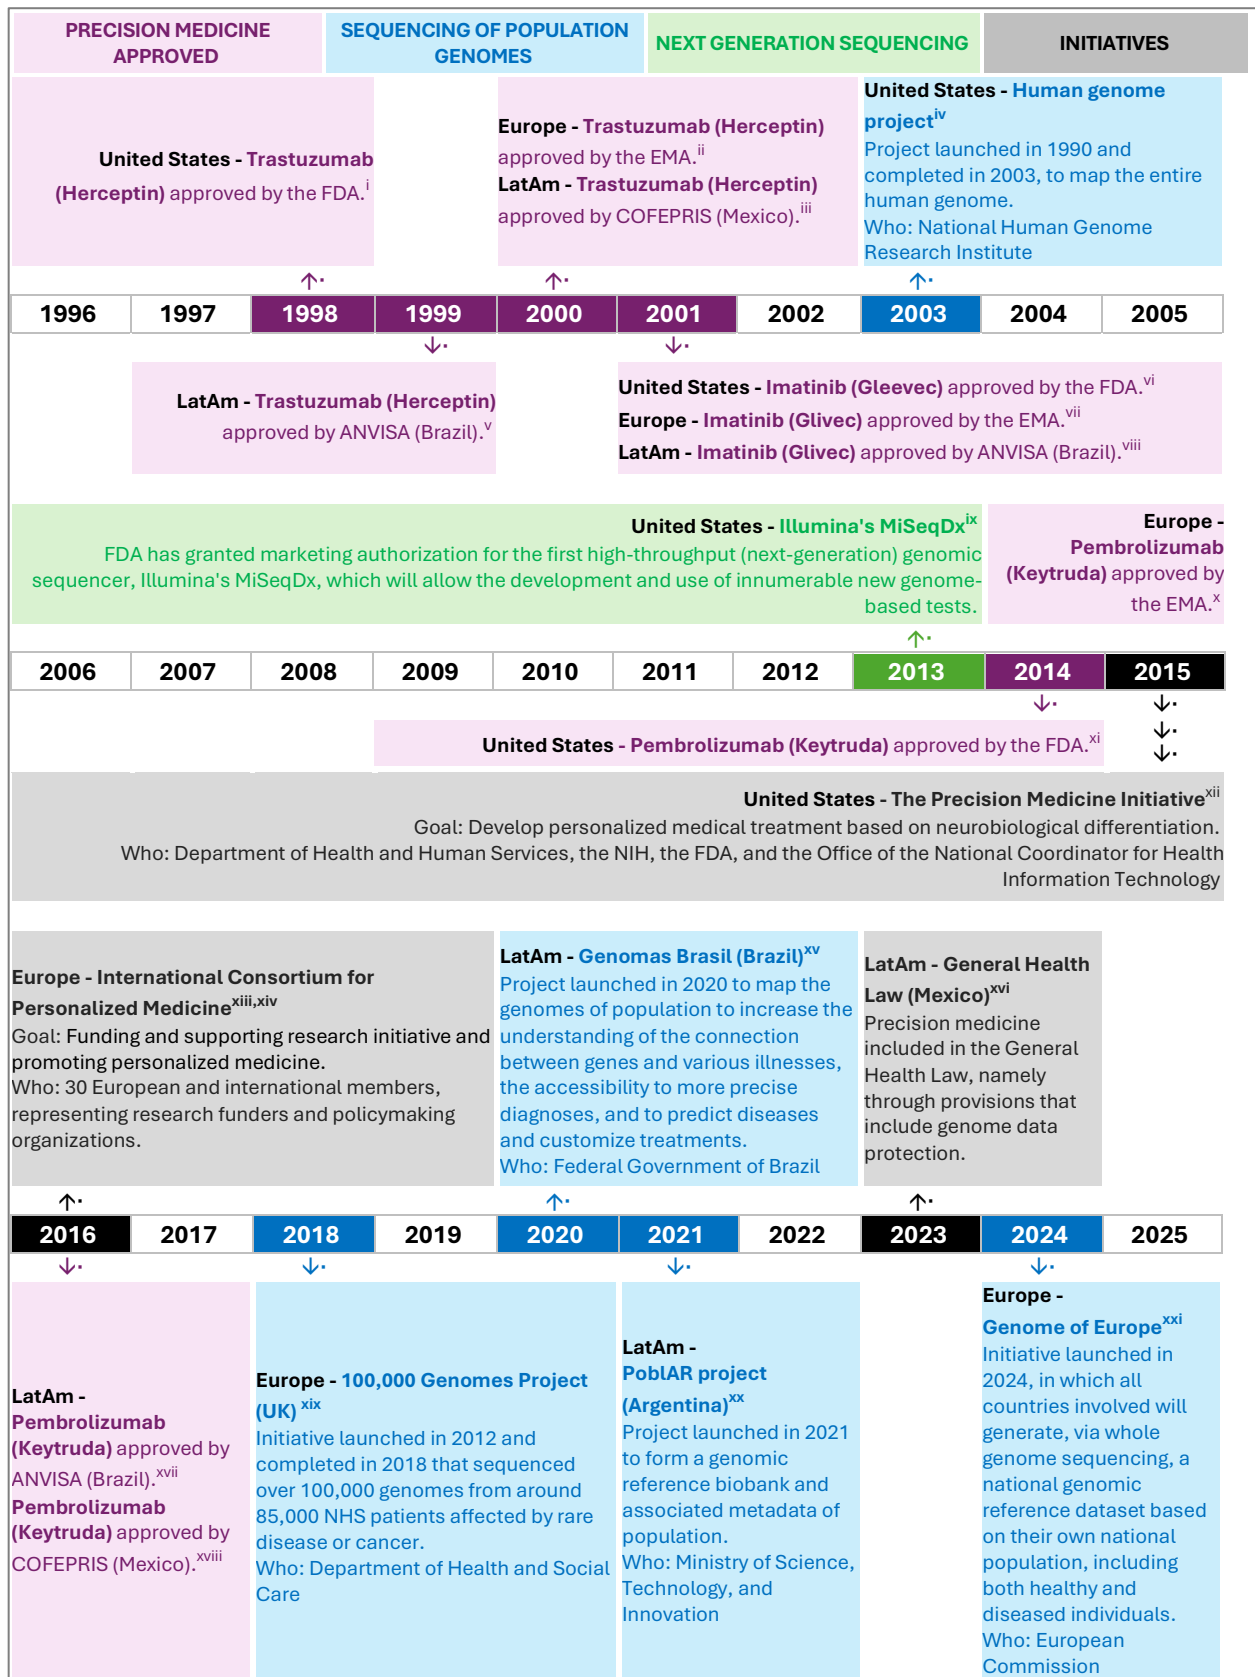 PRECISION MEDICINE
APPROVED
SEQUENCING OF POPULATION
GENOMES
NEXT GENERATION SEQUENCING
INITIATIVES
United States - Trastuzumab
(Herceptin) approved by the FDA.i
Europe - Trastuzumab (Herceptin)
approved by the EMA.ii
LatAm - Trastuzumab (Herceptin)
approved by COFEPRIS (Mexico).iii
United States - Human genome
projectiv
Project launched in 1990 and
completed in 2003, to map the entire
human genome.
Who: National Human Genome
Research Institute
1996 1997 1998 1999 2000 2001 2002 2003 2004 2005
LatAm - Trastuzumab (Herceptin)
approved by ANVISA (Brazil).v
United States - Imatinib (Gleevec) approved by the FDA.vi
Europe - Imatinib (Glivec) approved by the EMA.vii
LatAm - Imatinib (Glivec) approved by ANVISA (Brazil).viii
United States - Illumina's MiSeqDxix
FDA has granted marketing authorization for the first high-throughput (next-generation) genomic
sequencer, Illumina's MiSeqDx, which will allow the development and use of innumerable new genome-
based tests.
Europe -
Pembrolizumab
(Keytruda) approved by
the EMA.x
2006 2007 2008 2009 2010 2011 2012 2013 2014 2015
United States - Pembrolizumab (Keytruda) approved by the FDA.xi
United States - The Precision Medicine Initiativexii
Goal: Develop personalized medical treatment based on neurobiological differentiation.
Who: Department of Health and Human Services, the NIH, the FDA, and the Office of the National Coordinator for Health
Information Technology
Europe - International Consortium for
Personalized Medicinexiii,xiv
Goal: Funding and supporting research initiative and
promoting personalized medicine.
Who: 30 European and international members,
representing research funders and policymaking
organizations.
LatAm - Genomas Brasil (Brazil)xv
Project launched in 2020 to map the
genomes of population to increase the
understanding of the connection
between genes and various illnesses,
the accessibility to more precise
diagnoses, and to predict diseases
and customize treatments.
Who: Federal Government of Brazil
LatAm - General Health
Law (Mexico)xvi
Precision medicine
included in the General
Health Law, namely
through provisions that
include genome data
protection.
2016 2017 2018 2019 2020 2021 2022 2023 2024 2025
LatAm -
Pembrolizumab
(Keytruda) approved by
ANVISA (Brazil).xvii
Pembrolizumab
(Keytruda) approved by
COFEPRIS (Mexico).xviii
Europe - 100,000 Genomes Project
(UK) xix
Initiative launched in 2012 and
completed in 2018 that sequenced
over 100,000 genomes from around
85,000 NHS patients affected by rare
disease or cancer.
Who: Department of Health and Social
Care
LatAm -
PoblAR project
(Argentina)xx
Project launched in 2021
to form a genomic
reference biobank and
associated metadata of
population.
Who: Ministry of Science,
Technology, and
Innovation
Europe -
Genome of Europexxi
Initiative launched in
2024, in which all
countries involved will
generate, via whole
genome sequencing, a
national genomic
reference dataset based
on their own national
population, including
both healthy and
diseased individuals.
Who: European
Commission